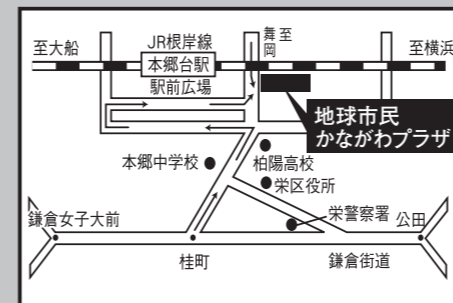 至大船
JR根岸線
至舞岡
至横浜
本郷台駅
駅前広場
地球市民
かながわプラザ
本郷中学校
柏陽高校
栄区役所
栄警察署
公田
鎌倉女子大前
桂町
鎌倉街道